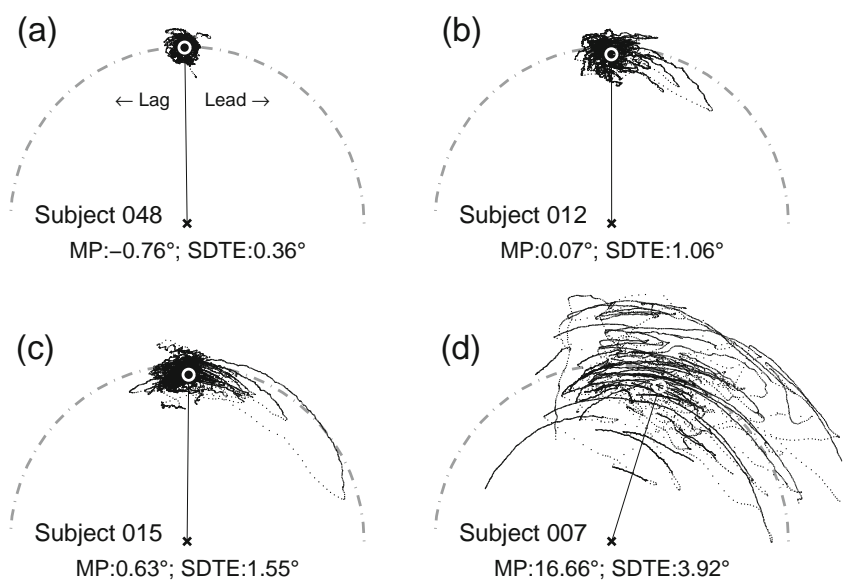 (a)
← Lag Lead →
Subject 048
MP:−0.76°; SDTE:0.36°
(b)
Subject 012
MP:0.07°; SDTE:1.06°
(c)
Subject 015
MP:0.63°; SDTE:1.55°
(d)
Subject 007
MP:16.66°; SDTE:3.92°